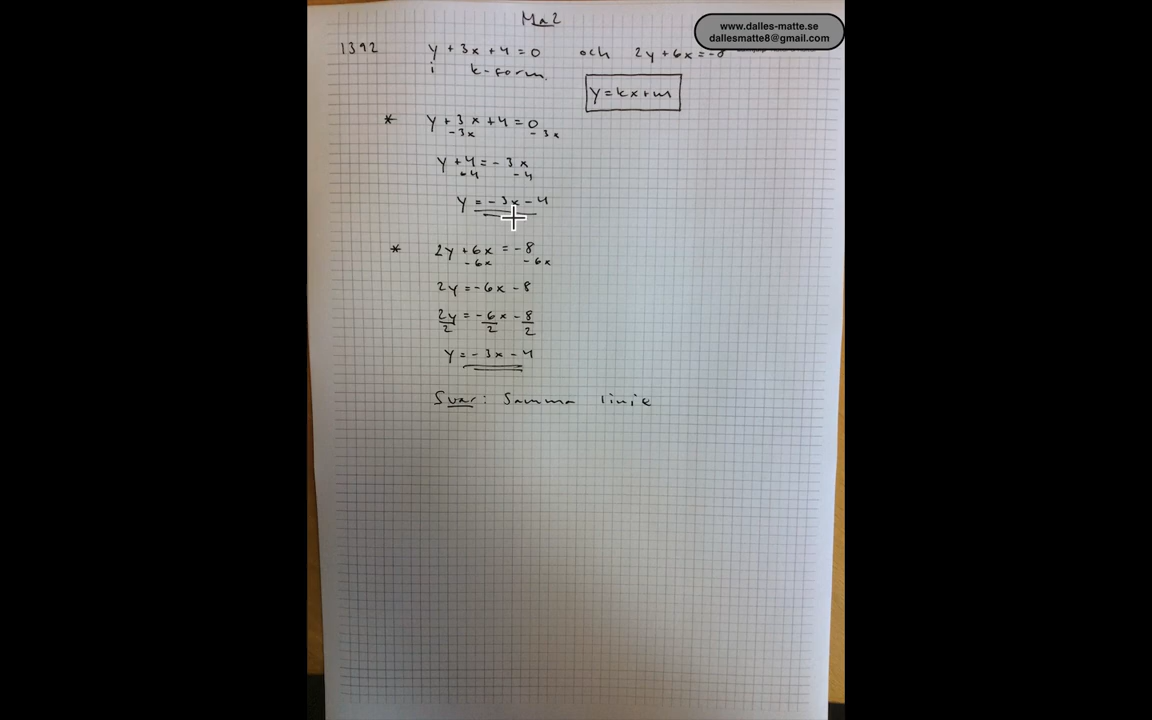 Ma2
www.dalles-matte.se
dallesmatte8@gmail.com
1392 y + 3x + 4 = 0 och 2y + 6x = -8
i k-form.
y = kx + m
* y + 3x + 4 = 0
-3x -3x
y + 4 = -3x
-4 -4
y = -3x - 4
* 2y + 6x = -8
-6x -6x
2y = -6x - 8
2y/2 = -6x/2 - 8/2
y = -3x - 4
Svar: Samma linje